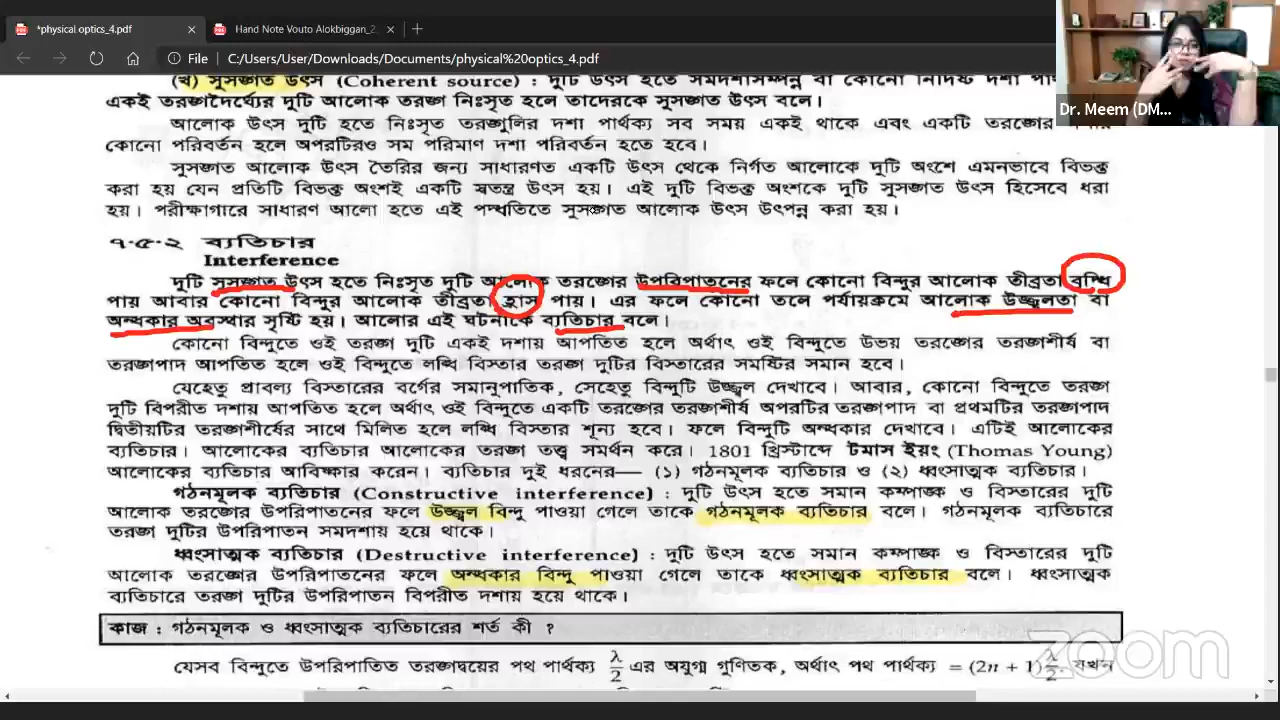 *physical optics_4.pdf
Hand Note Vouto Alokbiggan_2
File
C:/Users/User/Downloads/Documents/physical%20optics_4.pdf
Dr. Meem (DM...
(খ) সুসঙ্গত উৎস (Coherent source) : দুটি উৎস হতে সমদশাসম্পন্ন বা কোনো নির্দিষ্ট দশা
একই তরঙ্গদৈর্ঘ্যের দুটি আলোক তরঙ্গ নিঃসৃত হলে তাদেরকে সুসঙ্গত উৎস বলে।
আলোক উৎস দুটি হতে নিঃসৃত তরঙ্গগুলির দশা পার্থক্য সব সময় একই থাকে এবং একটি তরঙ্গের
কোনো পরিবর্তন হলে অপরটিরও সম পরিমাণ দশা পরিবর্তন হতে হবে।
সুসঙ্গত আলোক উৎস তৈরির জন্য সাধারণত একটি উৎস থেকে নির্গত আলোকে দুটি অংশে এমনভাবে বিভক্ত
করা হয় যেন প্রতিটি বিভক্ত অংশই একটি স্বতন্ত্র উৎস হয়। এই দুটি বিভক্ত অংশকে দুটি সুসঙ্গত উৎস হিসেবে ধরা
হয়। পরীক্ষাগারে সাধারণ আলো হতে এই পদ্ধতিতে সুসঙ্গত আলোক উৎস উৎপন্ন করা হয়।
৭·৫·২ ব্যতিচার
Interference
দুটি সুসঙ্গত উৎস হতে নিঃসৃত দুটি আলোক তরঙ্গের উপরিপাতনের ফলে কোনো বিন্দুর আলোক তীব্রতা বৃদ্ধি
পায় আবার কোনো বিন্দুর আলোক তীব্রতা হ্রাস পায়। এর ফলে কোনো তলে পর্যায়ক্রমে আলোক উজ্জ্বলতা বা
অন্ধকার অবস্থার সৃষ্টি হয়। আলোর এই ঘটনাকে ব্যতিচার বলে।
কোনো বিন্দুতে ওই তরঙ্গ দুটি একই দশায় আপতিত হলে অর্থাৎ ওই বিন্দুতে উভয় তরঙ্গের তরঙ্গশীর্ষ বা
তরঙ্গপাদ আপতিত হলে ওই বিন্দুতে লব্ধি বিস্তার তরঙ্গ দুটির বিস্তারের সমষ্টির সমান হবে।
যেহেতু প্রাবল্য বিস্তারের বর্গের সমানুপাতিক, সেহেতু বিন্দুটি উজ্জ্বল দেখাবে। আবার, কোনো বিন্দুতে তরঙ্গ
দুটি বিপরীত দশায় আপতিত হলে অর্থাৎ ওই বিন্দুতে একটি তরঙ্গের তরঙ্গশীর্ষ অপরটির তরঙ্গপাদ বা প্রথমটির তরঙ্গপাদ
দ্বিতীয়টির তরঙ্গশীর্ষের সাথে মিলিত হলে লব্ধি বিস্তার শূন্য হবে। ফলে বিন্দুটি অন্ধকার দেখাবে। এটিই আলোকের
ব্যতিচার। আলোকের ব্যতিচার আলোকের তরঙ্গ তত্ত্ব সমর্থন করে। 1801 খ্রিস্টাব্দে টমাস ইয়ং (Thomas Young)
আলোকের ব্যতিচার আবিষ্কার করেন। ব্যতিচার দুই ধরনের— (১) গঠনমূলক ব্যতিচার ও (২) ধ্বংসাত্মক ব্যতিচার।
গঠনমূলক ব্যতিচার (Constructive interference) : দুটি উৎস হতে সমান কম্পাঙ্ক ও বিস্তারের দুটি
আলোক তরঙ্গের উপরিপাতনের ফলে উজ্জ্বল বিন্দু পাওয়া গেলে তাকে গঠনমূলক ব্যতিচার বলে। গঠনমূলক ব্যতিচারে
তরঙ্গ দুটির উপরিপাতন সমদশায় হয়ে থাকে।
ধ্বংসাত্মক ব্যতিচার (Destructive interference) : দুটি উৎস হতে সমান কম্পাঙ্ক ও বিস্তারের দুটি
আলোক তরঙ্গের উপরিপাতনের ফলে অন্ধকার বিন্দু পাওয়া গেলে তাকে ধ্বংসাত্মক ব্যতিচার বলে। ধ্বংসাত্মক
ব্যতিচারে তরঙ্গ দুটির উপরিপাতন বিপরীত দশায় হয়ে থাকে।
কাজ : গঠনমূলক ও ধ্বংসাত্মক ব্যতিচারের শর্ত কী ?
যেসব বিন্দুতে উপরিপাতিত তরঙ্গদ্বয়ের পথ পার্থক্য λ/2 এর অযুগ্ম গুণিতক, অর্থাৎ পথ পার্থক্য = (2n + 1)λ/2. যখন
zoom